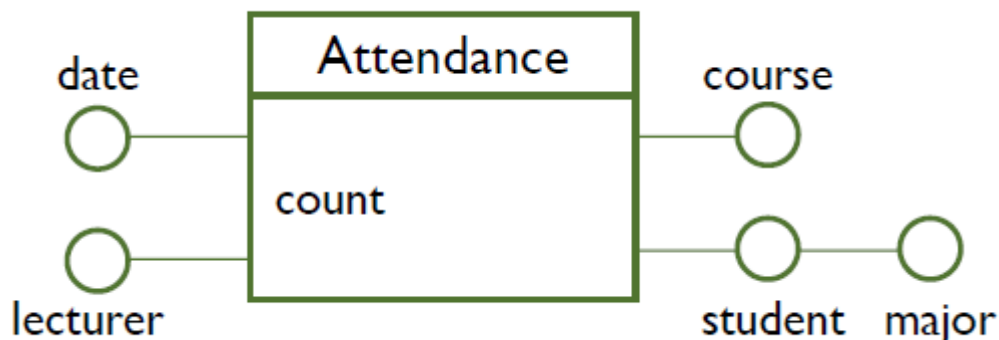 Attendance
date
course
count
lecturer
student
major